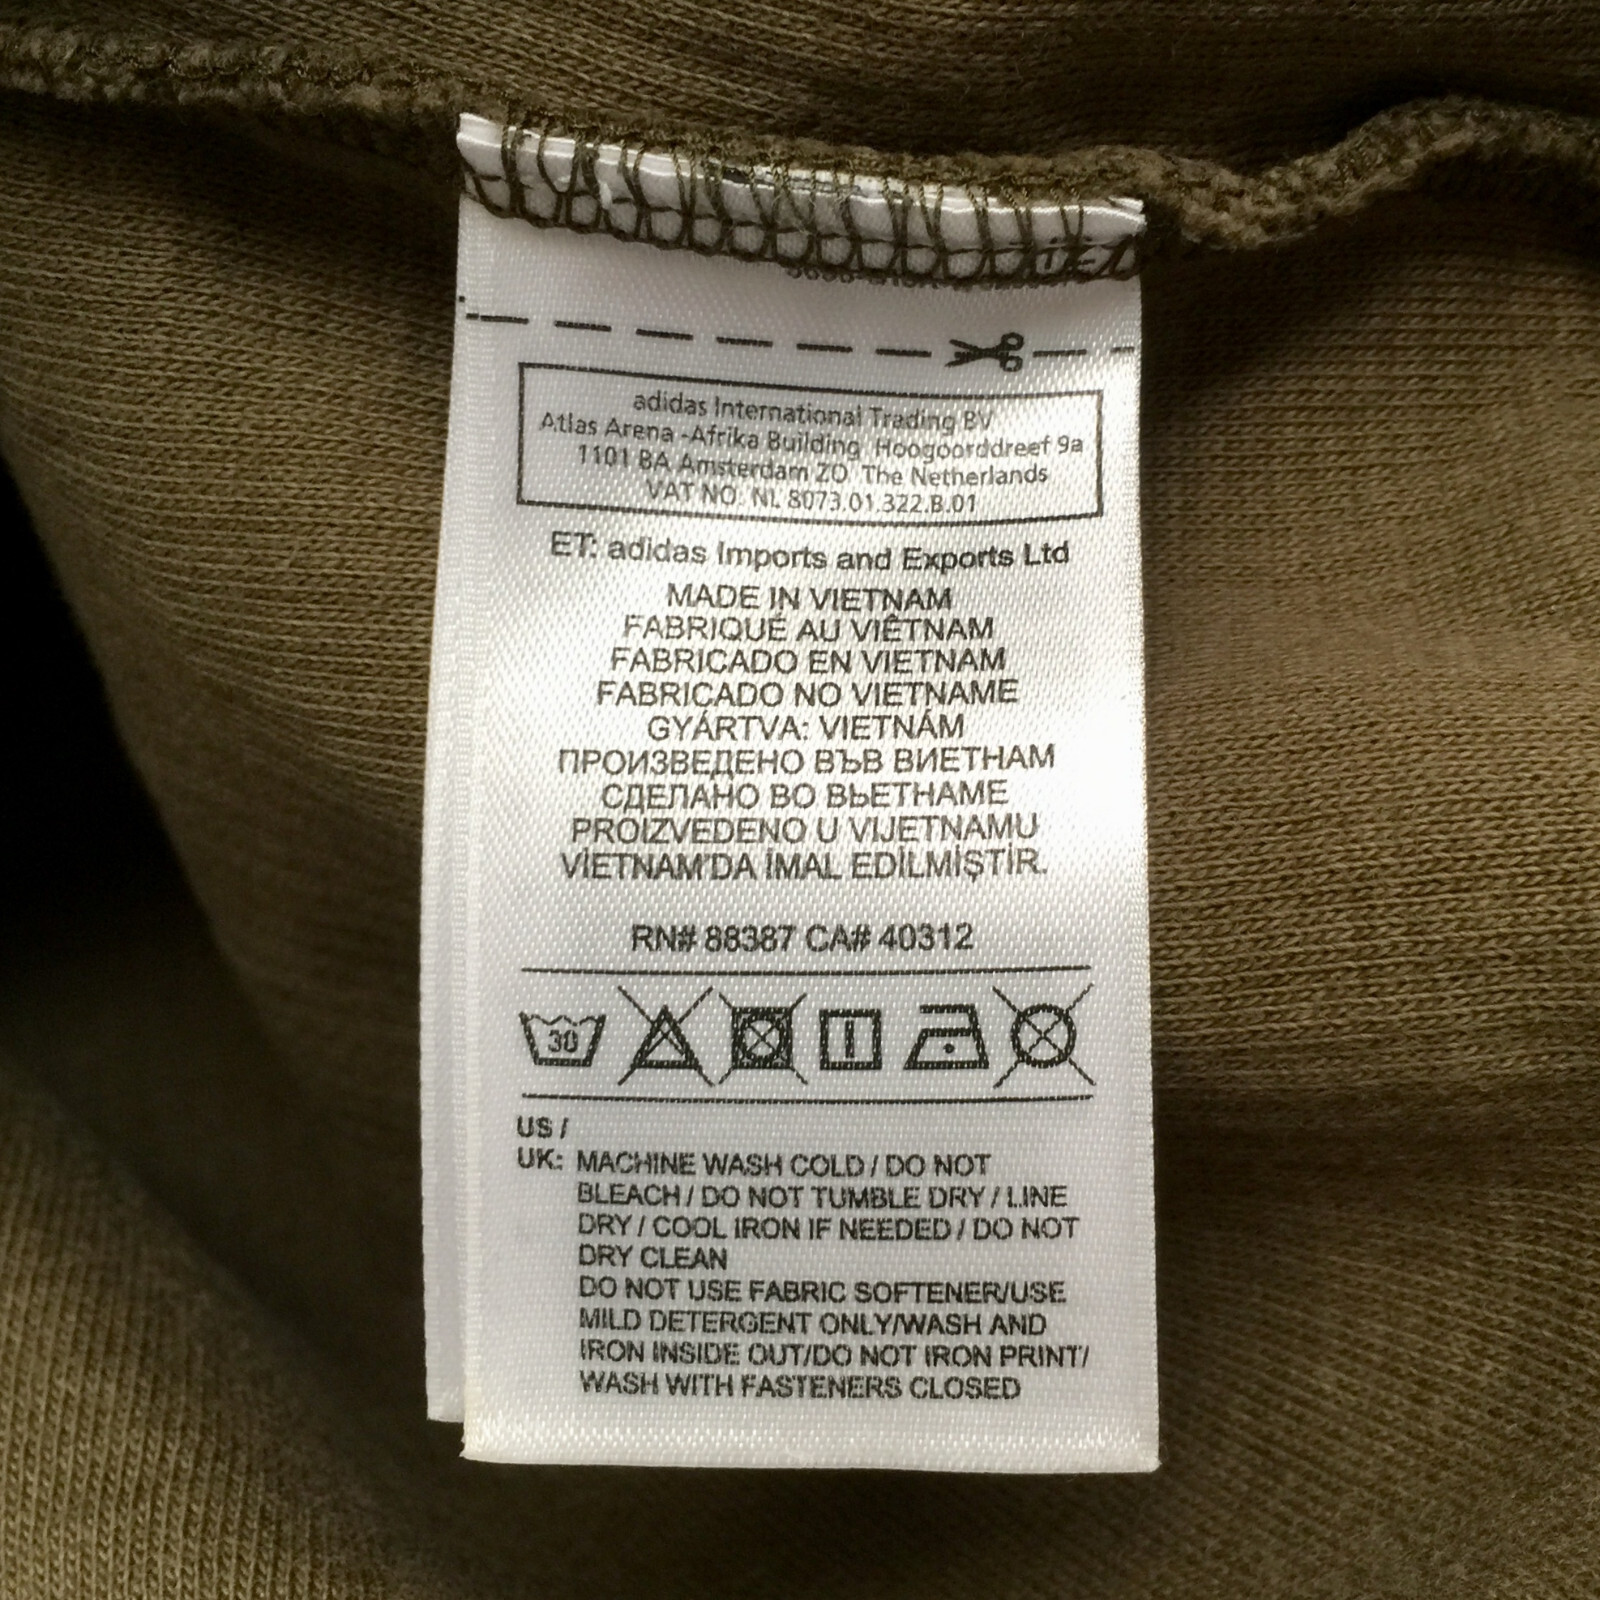 adidas International Trading BV
Atlas Arena -Afrika Building Hoogoorddreef 9a
1101 BA Amsterdam ZO The Netherlands
VAT NO: NL 8073.01.322.B.01
ET: adidas Imports and Exports Ltd
MADE IN VIETNAM
FABRIQUÉ AU VIÊTNAM
FABRICADO EN VIETNAM
FABRICADO NO VIETNAME
GYÁRTVA: VIETNÁM
ПРОИЗВЕДЕНО ВЪВ ВИЕТНАМ
СДЕЛАНО ВО ВЬЕТНАМЕ
PROIZVEDENO U VIJETNAMU
VİETNAM'DA İMAL EDİLMİŞTİR.
RN# 88387 CA# 40312
30
US /
UK: MACHINE WASH COLD / DO NOT
BLEACH / DO NOT TUMBLE DRY / LINE
DRY / COOL IRON IF NEEDED / DO NOT
DRY CLEAN
DO NOT USE FABRIC SOFTENER/USE
MILD DETERGENT ONLY/WASH AND
IRON INSIDE OUT/DO NOT IRON PRINT/
WASH WITH FASTENERS CLOSED